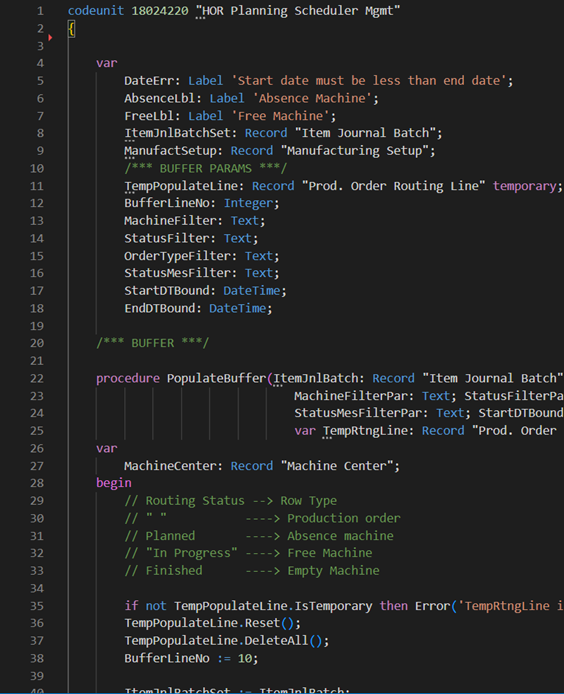 1 codeunit 18024220 "HOR Planning Scheduler Mgmt"
2 {
3
4 var
5 DateErr: Label 'Start date must be less than end date';
6 AbsenceLbl: Label 'Absence Machine';
7 FreeLbl: Label 'Free Machine';
8 ItemJnlBatchSet: Record "Item Journal Batch";
9 ManufactSetup: Record "Manufacturing Setup";
10 /*** BUFFER PARAMS ***/
11 TempPopulateLine: Record "Prod. Order Routing Line" temporary;
12 BufferLineNo: Integer;
13 MachineFilter: Text;
14 StatusFilter: Text;
15 OrderTypeFilter: Text;
16 StatusMesFilter: Text;
17 StartDTBound: DateTime;
18 EndDTBound: DateTime;
19
20 /*** BUFFER ***/
21
22 procedure PopulateBuffer(ItemJnlBatch: Record "Item Journal Batch"
23 MachineFilterPar: Text; StatusFilterPa
24 StatusMesFilterPar: Text; StartDTBound
25 var TempRtngLine: Record "Prod. Order
26 var
27 MachineCenter: Record "Machine Center";
28 begin
29 // Routing Status --> Row Type
30 // " " ----> Production order
31 // Planned ----> Absence machine
32 // "In Progress" ----> Free Machine
33 // Finished ----> Empty Machine
34
35 if not TempPopulateLine.IsTemporary then Error('TempRtngLine i
36 TempPopulateLine.Reset();
37 TempPopulateLine.DeleteAll();
38 BufferLineNo := 10;
39
40 ItemJnlBatchSet := ItemJnlBatch;